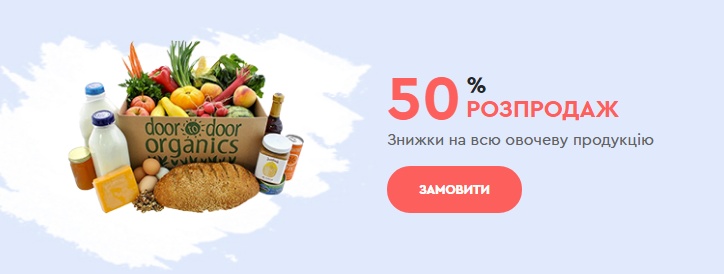 door to door
organics
50 %
РОЗПРОДАЖ
Знижки на всю овочеву продукцію
ЗАМОВИТИ